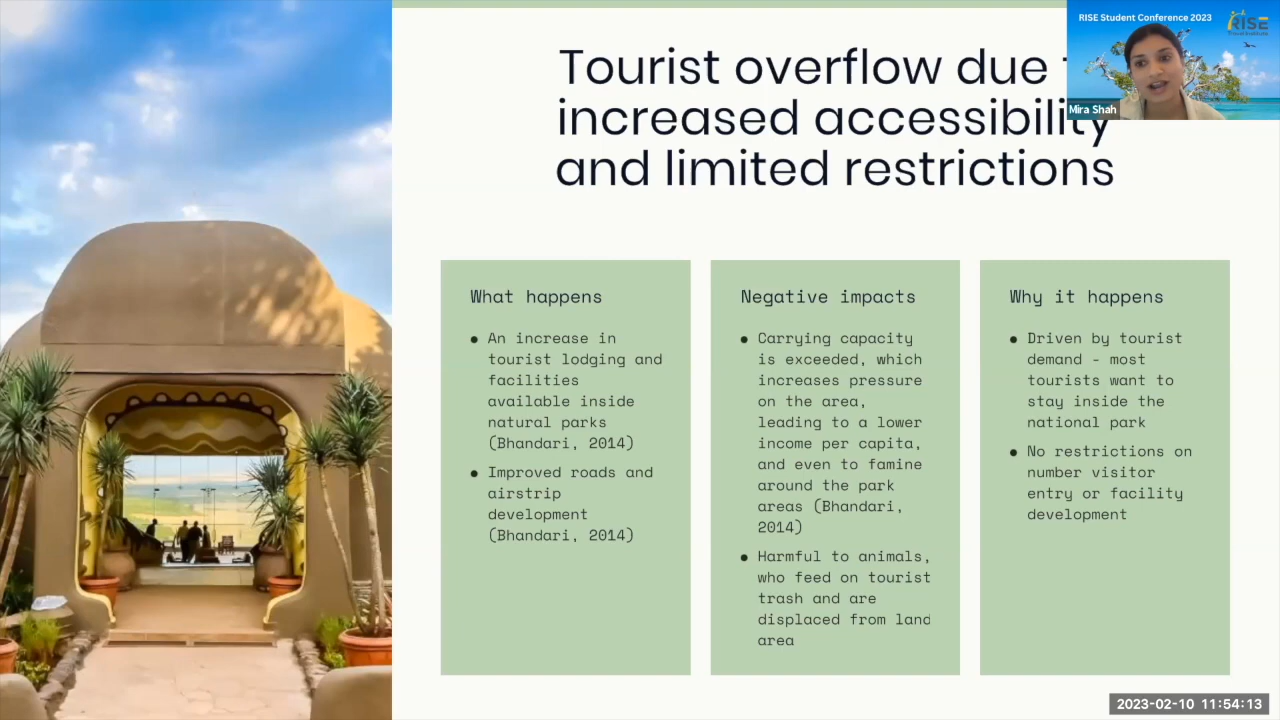 Tourist overflow due
increased accessibility
and limited restrictions
RISE Student Conference 2023
RISE
Travel Institute
Mira Shah
What happens
● An increase in
tourist lodging and
facilities
available inside
natural parks
(Bhandari, 2014)
● Improved roads and
airstrip
development
(Bhandari, 2014)
Negative impacts
● Carrying capacity
is exceeded, which
increases pressure
on the area,
leading to a lower
income per capita,
and even to famine
around the park
areas (Bhandari,
2014)
● Harmful to animals,
who feed on tourist
trash and are
displaced from land
area
Why it happens
● Driven by tourist
demand - most
tourists want to
stay inside the
national park
● No restrictions on
number visitor
entry or facility
development
2023-02-10 11:54:13